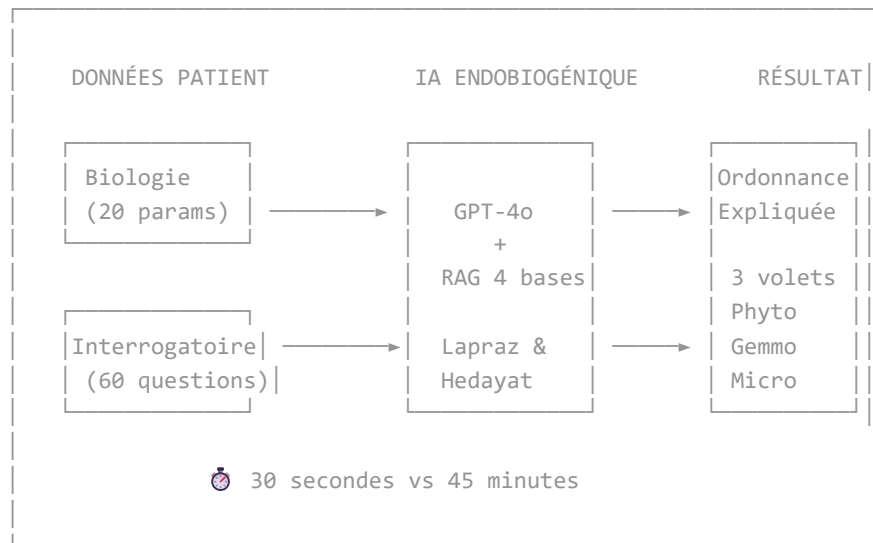 DONNÉES PATIENT IA ENDOBIOGÉNIQUE RÉSULTAT
Biologie Ordonnance
(20 params) GPT-4o Expliquée
+
RAG 4 bases 3 volets
Phyto
Interrogatoire Lapraz & Gemmo
(60 questions) Hedayat Micro
30 secondes vs 45 minutes